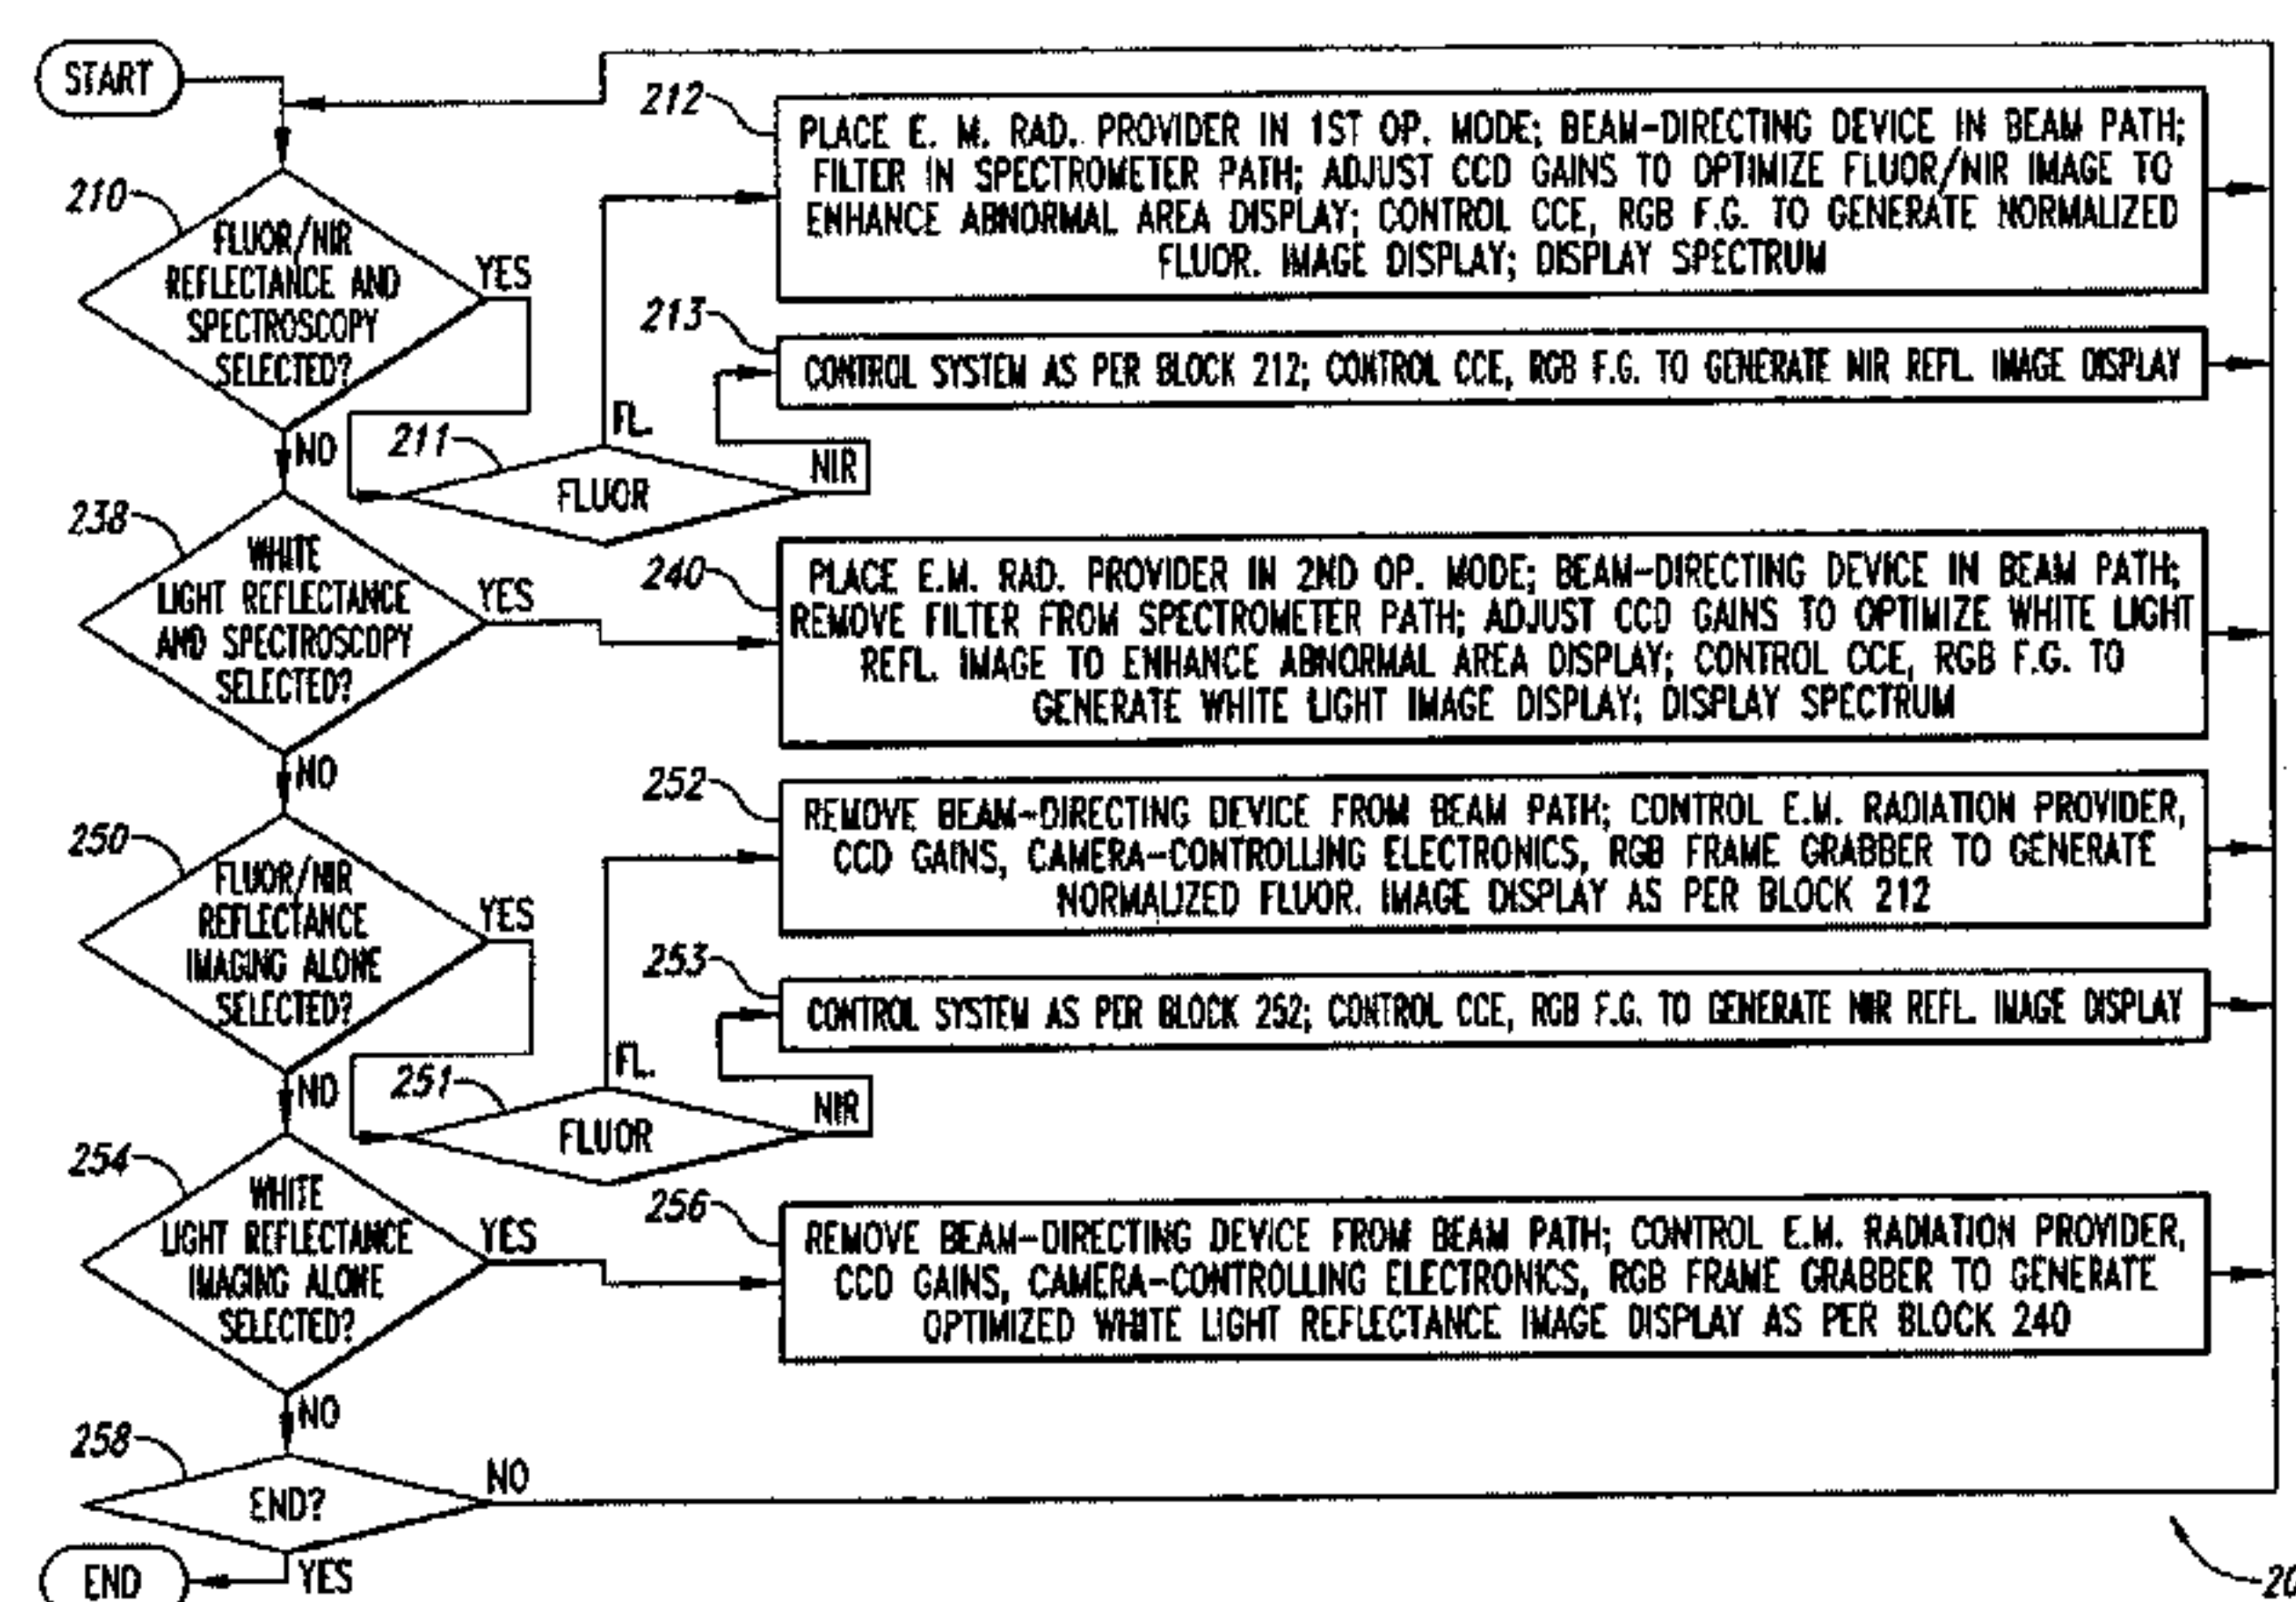 START
210
FLUOR/NIR
REFLECTANCE AND
SPECTROSCOPY
SELECTED?
YES
NO
211
FLUOR
FL.
NIR
212
PLACE E. M. RAD. PROVIDER IN 1ST OP. MODE; BEAM-DIRECTING DEVICE IN BEAM PATH;
FILTER IN SPECTROMETER PATH; ADJUST CCD GAINS TO OPTIMIZE FLUOR/NIR IMAGE TO
ENHANCE ABNORMAL AREA DISPLAY; CONTROL CCE, RGB F.G. TO GENERATE NORMALIZED
FLUOR. IMAGE DISPLAY; DISPLAY SPECTRUM
213
CONTROL SYSTEM AS PER BLOCK 212; CONTROL CCE, RGB F.G. TO GENERATE NIR REFL. IMAGE DISPLAY
238
WHITE
LIGHT REFLECTANCE
AND SPECTROSCOPY
SELECTED?
YES
NO
240
PLACE E.M. RAD. PROVIDER IN 2ND OP. MODE; BEAM-DIRECTING DEVICE IN BEAM PATH;
REMOVE FILTER FROM SPECTROMETER PATH; ADJUST CCD GAINS TO OPTIMIZE WHITE LIGHT
REFL. IMAGE TO ENHANCE ABNORMAL AREA DISPLAY; CONTROL CCE, RGB F.G. TO
GENERATE WHITE LIGHT IMAGE DISPLAY; DISPLAY SPECTRUM
250
FLUOR/NIR
REFLECTANCE
IMAGING ALONE
SELECTED?
YES
NO
251
FLUOR
FL.
NIR
252
REMOVE BEAM-DIRECTING DEVICE FROM BEAM PATH; CONTROL E.M. RADIATION PROVIDER,
CCD GAINS, CAMERA-CONTROLLING ELECTRONICS, RGB FRAME GRABBER TO GENERATE
NORMALIZED FLUOR. IMAGE DISPLAY AS PER BLOCK 212
253
CONTROL SYSTEM AS PER BLOCK 252; CONTROL CCE, RGB F.G. TO GENERATE NIR REFL. IMAGE DISPLAY
254
WHITE
LIGHT REFLECTANCE
IMAGING ALONE
SELECTED?
YES
NO
256
REMOVE BEAM-DIRECTING DEVICE FROM BEAM PATH; CONTROL E.M. RADIATION PROVIDER,
CCD GAINS, CAMERA-CONTROLLING ELECTRONICS, RGB FRAME GRABBER TO GENERATE
OPTIMIZED WHITE LIGHT REFLECTANCE IMAGE DISPLAY AS PER BLOCK 240
258
END?
NO
YES
END